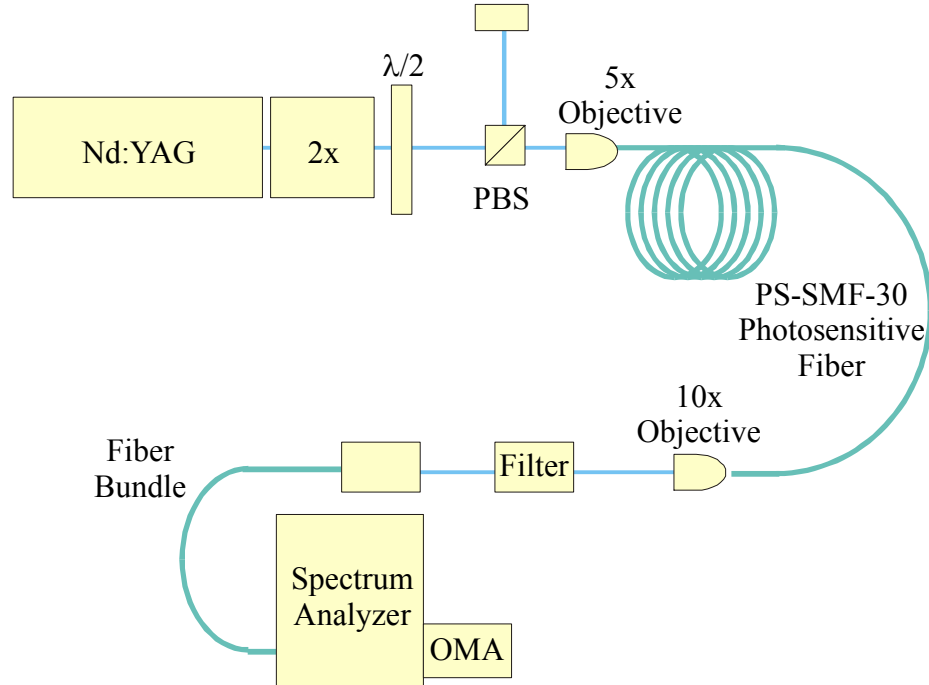 λ/2
5x
Objective
Nd:YAG
2x
PBS
PS-SMF-30
Photosensitive
Fiber
10x
Objective
Filter
Fiber
Bundle
Spectrum
Analyzer
OMA